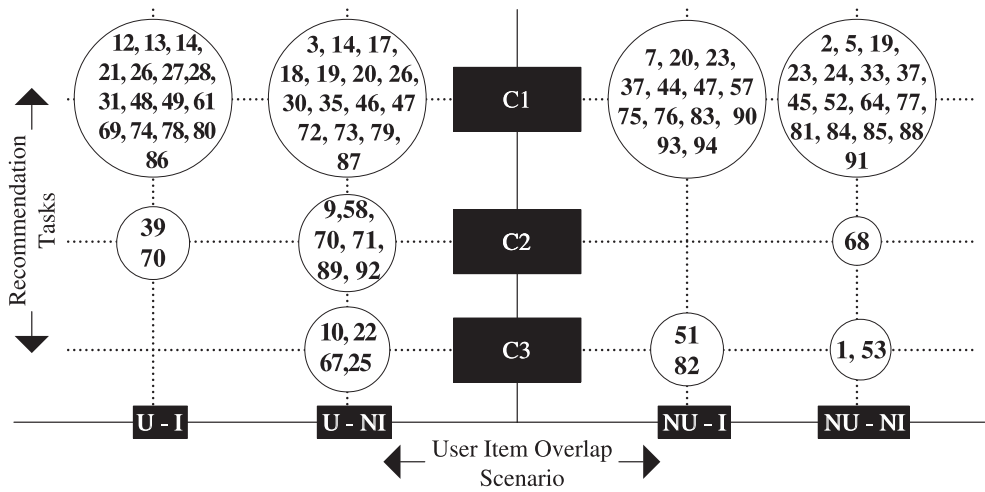 12, 13, 14,
21, 26, 27,28,
31, 48, 49, 61
69, 74, 78, 80
86
3, 14, 17,
18, 19, 20, 26,
30, 35, 46, 47
72, 73, 79,
87
C1
7, 20, 23,
37, 44, 47, 57
75, 76, 83, 90
93, 94
2, 5, 19,
23, 24, 33, 37,
45, 52, 64, 77,
81, 84, 85, 88
91
Recommendation
Tasks
39
70
9,58,
70, 71,
89, 92
C2
68
10, 22
67,25
C3
51
82
1, 53
U - I
U - NI
NU - I
NU - NI
User Item Overlap
Scenario